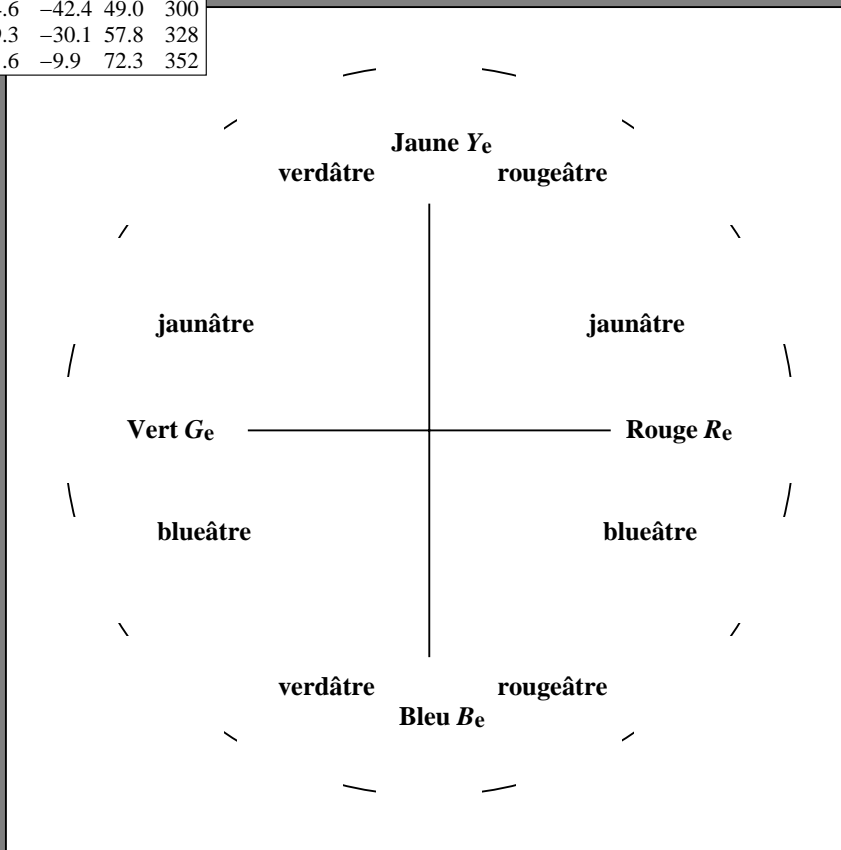 .6 −42.4 49.0 300
.3 −30.1 57.8 328
.6 −9.9 72.3 352
Jaune Ye
verdâtre rougeâtre
jaunâtre jaunâtre
Vert Ge Rouge Re
blueâtre blueâtre
verdâtre rougeâtre
Bleu Be